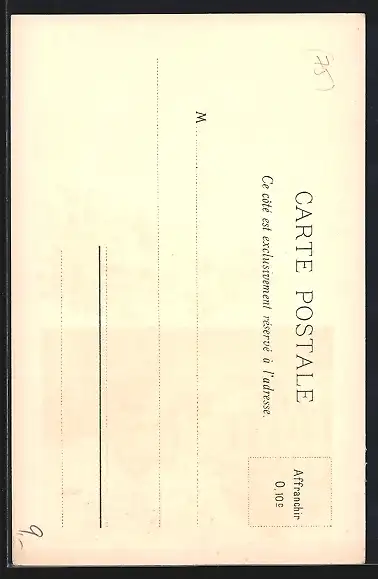 (75)
CARTE POSTALE
Ce côté est exclusivement réservé à l'adresse.
Affranchir
0,10c
M
9,-